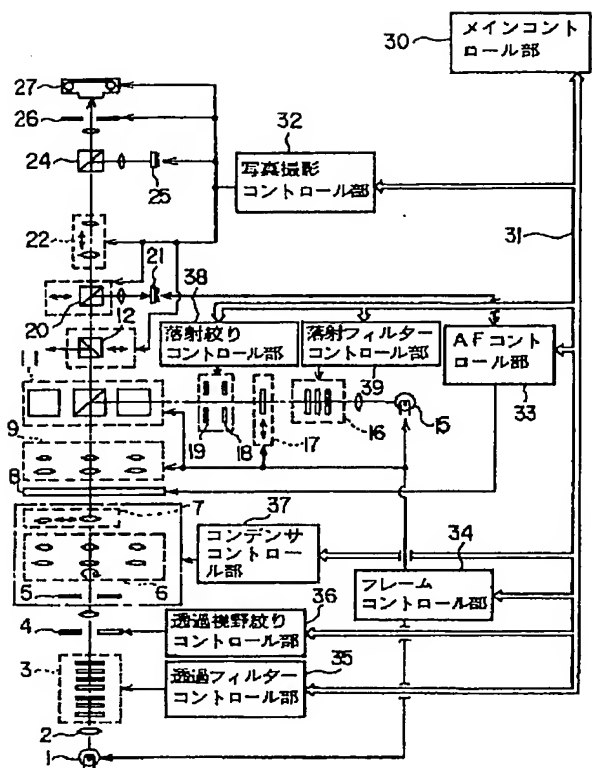 30
メインコント
ロール部
27
26
24
25
32
写真撮影
コントロール部
31
22
21
38
20
12
落射絞り
コントロール部
落射フィルター
コントロール部
39
AFコント
ロール部
33
11
19
18
17
16
15
9
8
7
37
コンデンサ
コントロー
ル部
34
フレーム
コントロール部
5
6
36
4
透過視野絞り
コントロール部
35
3
透過フィルター
コントロール部
2
1